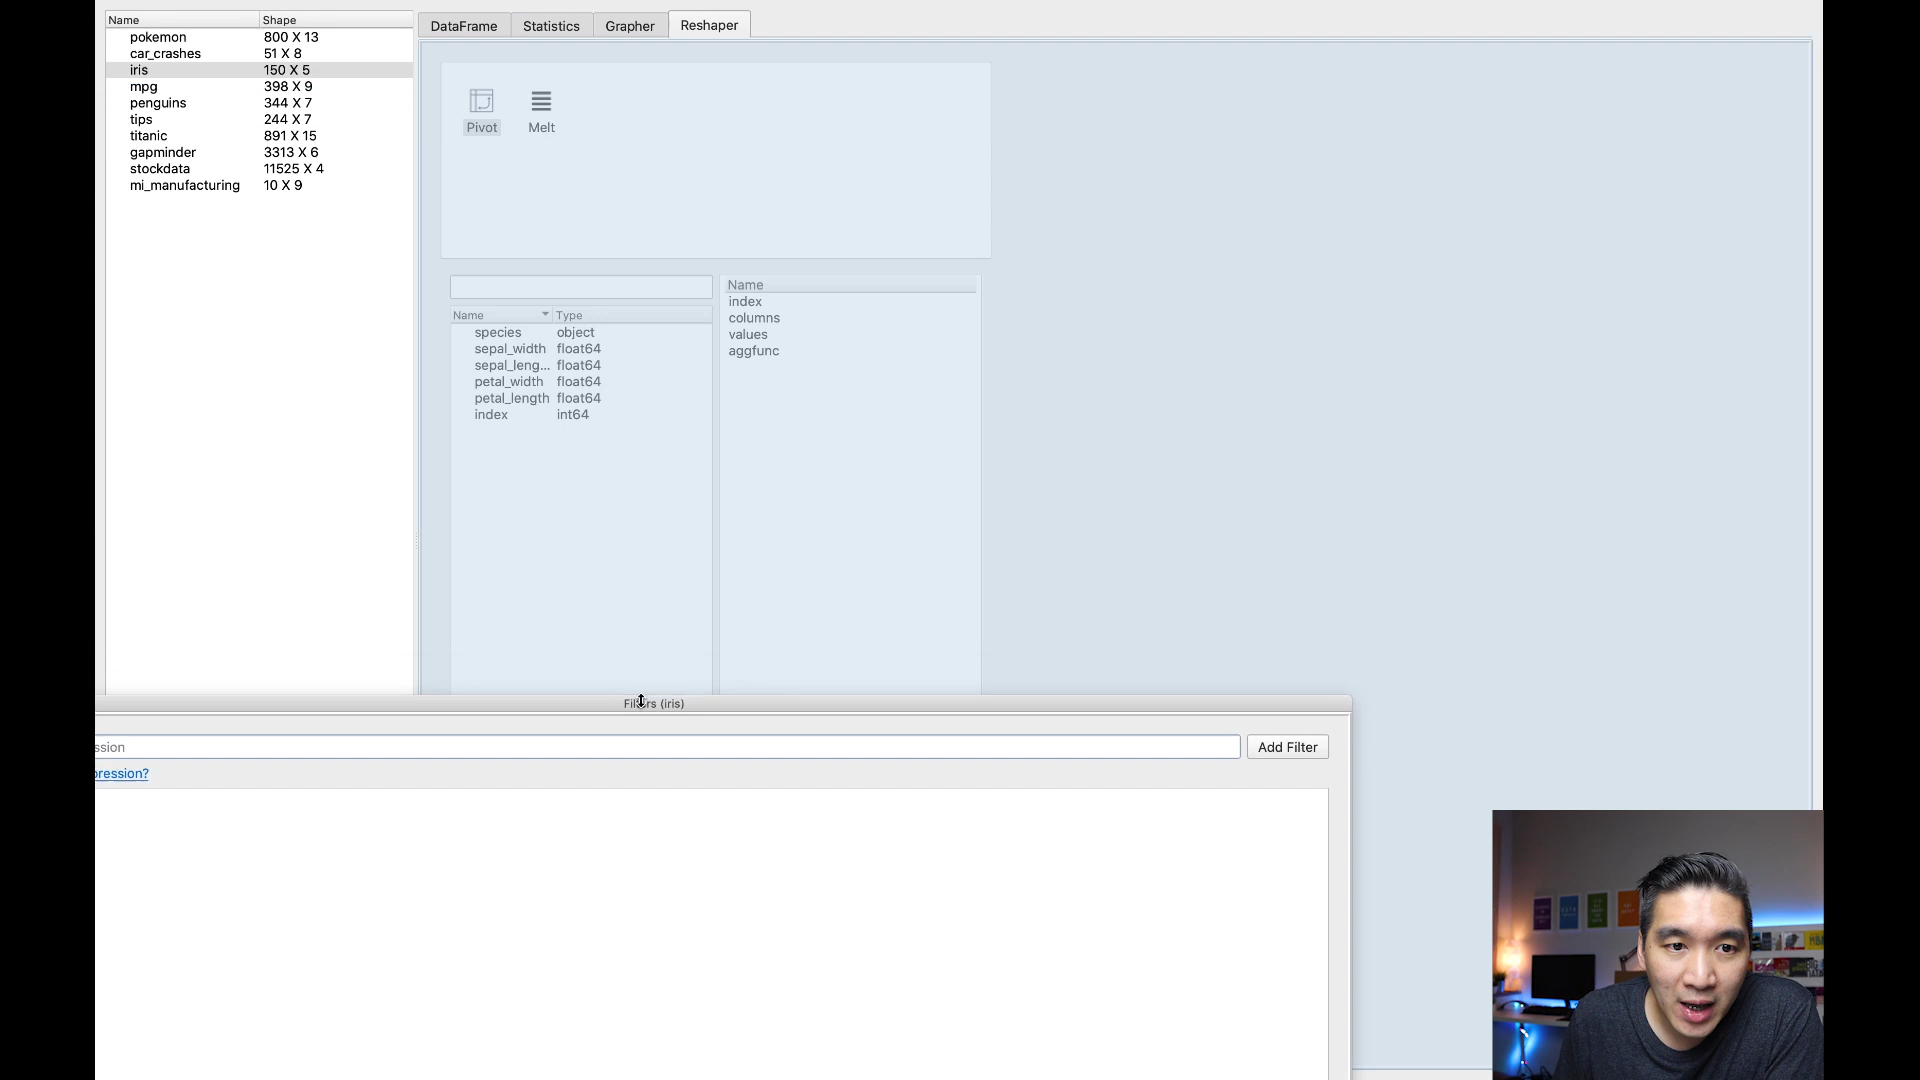 Name Shape
pokemon 800 X 13
car_crashes 51 X 8
iris 150 X 5
mpg 398 X 9
penguins 344 X 7
tips 244 X 7
titanic 891 X 15
gapminder 3313 X 6
stockdata 11525 X 4
mi_manufacturing 10 X 9
DataFrame Statistics Grapher Reshaper
Pivot Melt
Name Type
species object
sepal_width float64
sepal_leng... float64
petal_width float64
petal_length float64
index int64
Name
index
columns
values
aggfunc
Filters (iris)
ssion
Add Filter
pression?